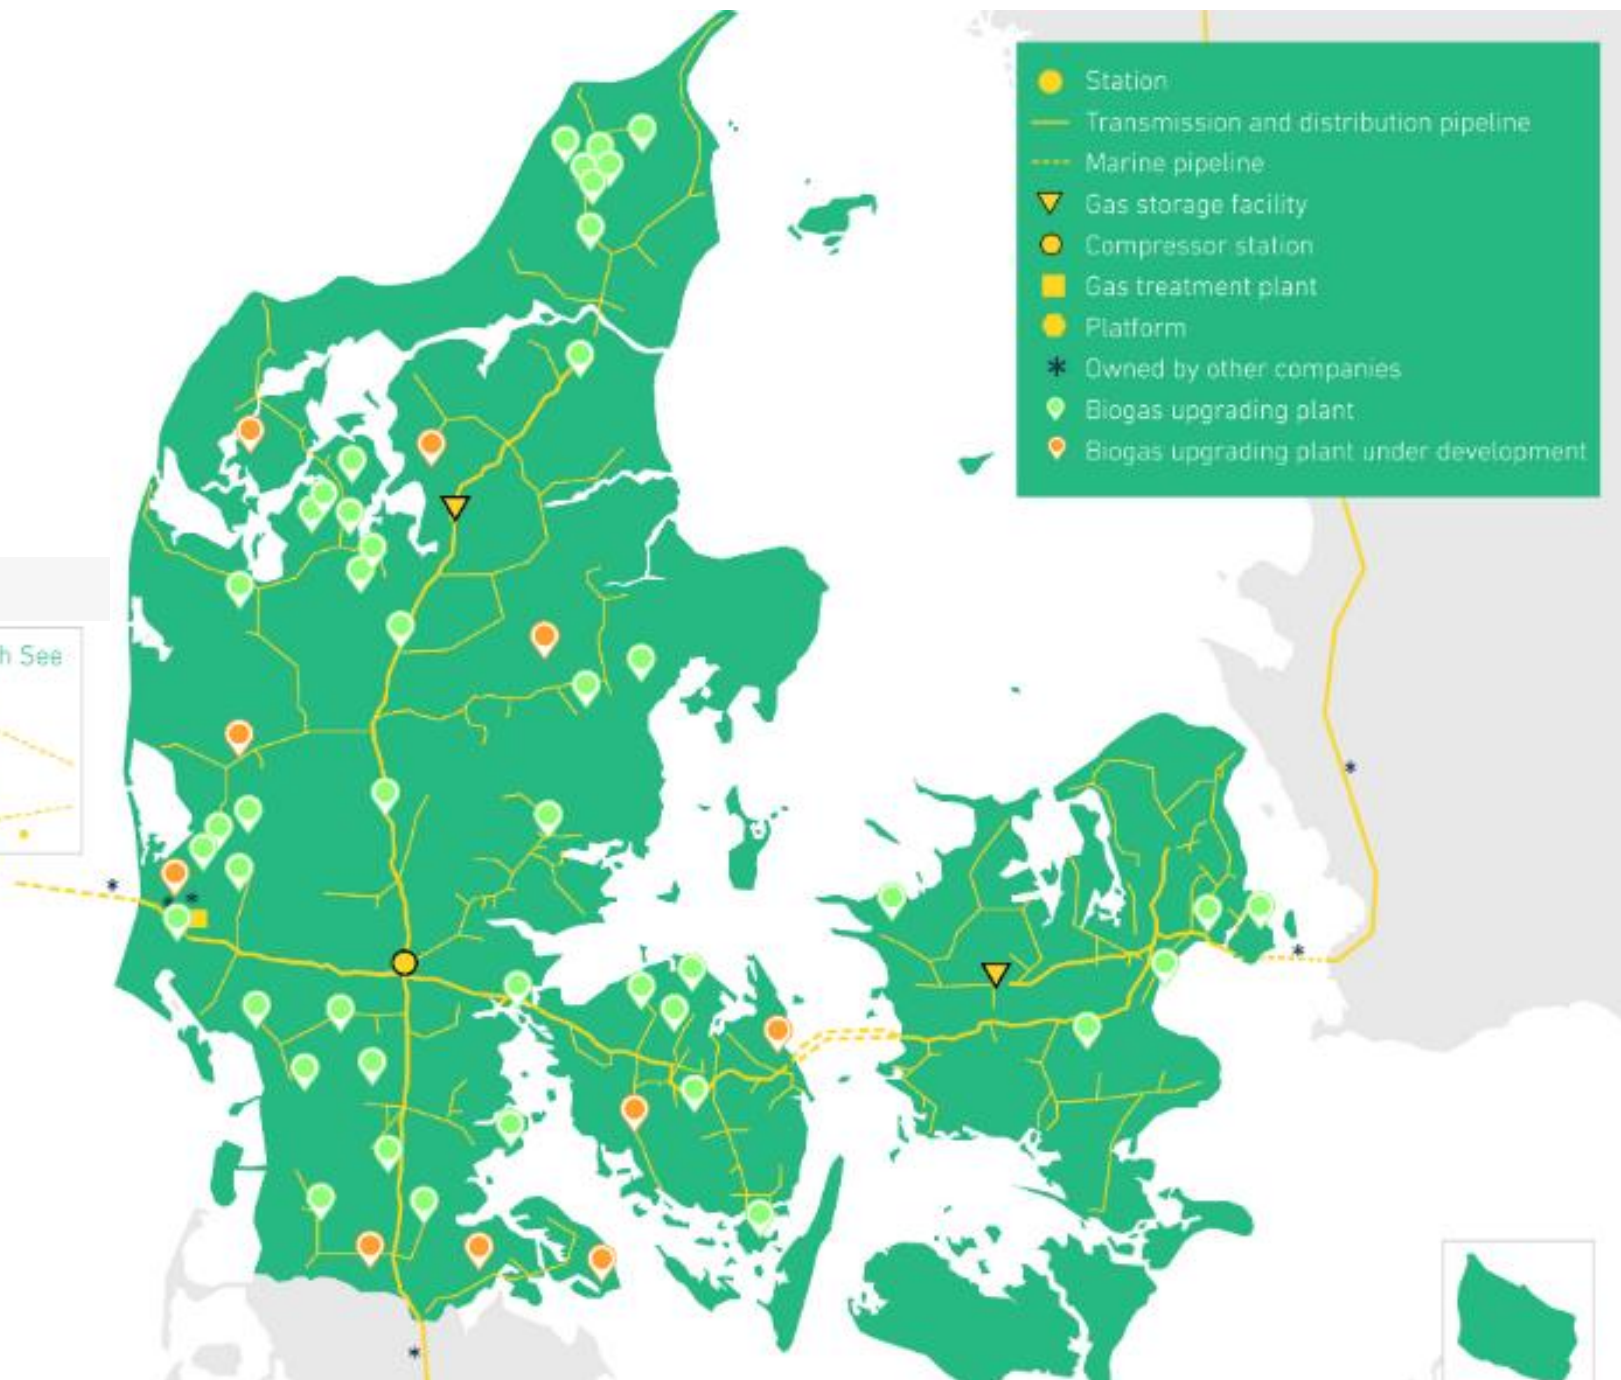 Station
Transmission and distribution pipeline
Marine pipeline
Gas storage facility
Compressor station
Gas treatment plant
Platform
Owned by other companies
Biogas upgrading plant
Biogas upgrading plant under development
h See